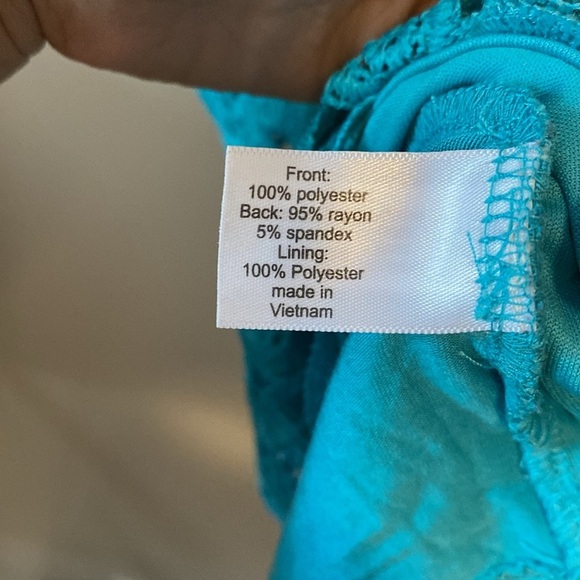 Front:
100% polyester
Back: 95% rayon
5% spandex
Lining:
100% Polyester
made in
Vietnam